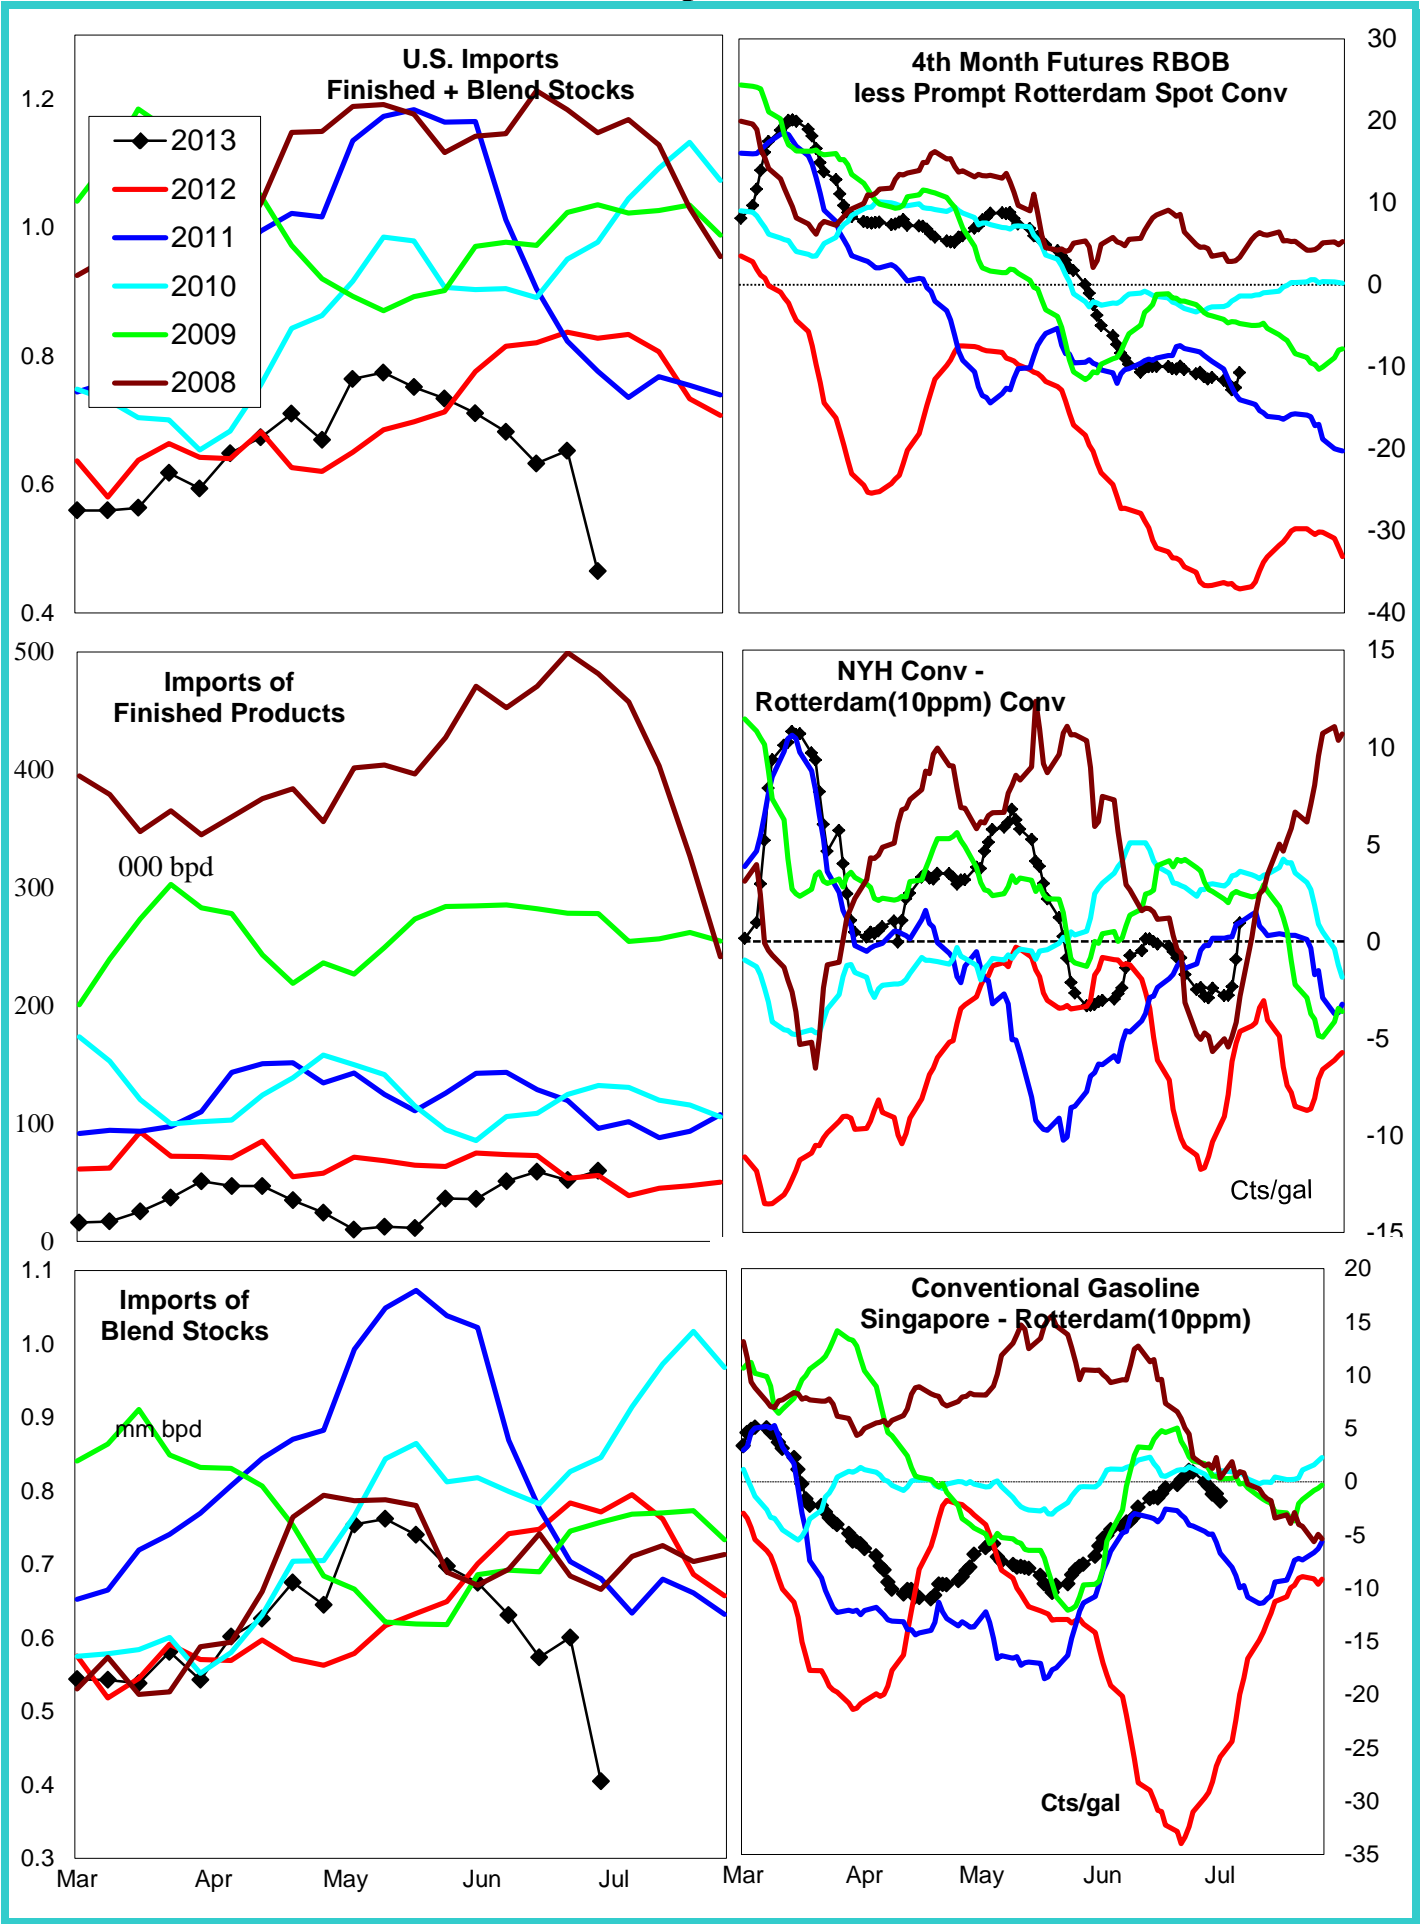 U.S. Imports
Finished + Blend Stocks
1.2
1.0
0.8
0.6
0.4
2013
2012
2011
2010
2009
2008
4th Month Futures RBOB
less Prompt Rotterdam Spot Conv
30
20
10
0
-10
-20
-30
-40
Imports of
Finished Products
000 bpd
500
400
300
200
100
0
NYH Conv -
Rotterdam(10ppm) Conv
Cts/gal
15
10
5
0
-5
-10
-15
Imports of
Blend Stocks
mm bpd
1.1
1.0
0.9
0.8
0.7
0.6
0.5
0.4
0.3
Mar Apr May Jun Jul
Conventional Gasoline
Singapore - Rotterdam(10ppm)
Cts/gal
20
15
10
5
0
-5
-10
-15
-20
-25
-30
-35
Mar Apr May Jun Jul